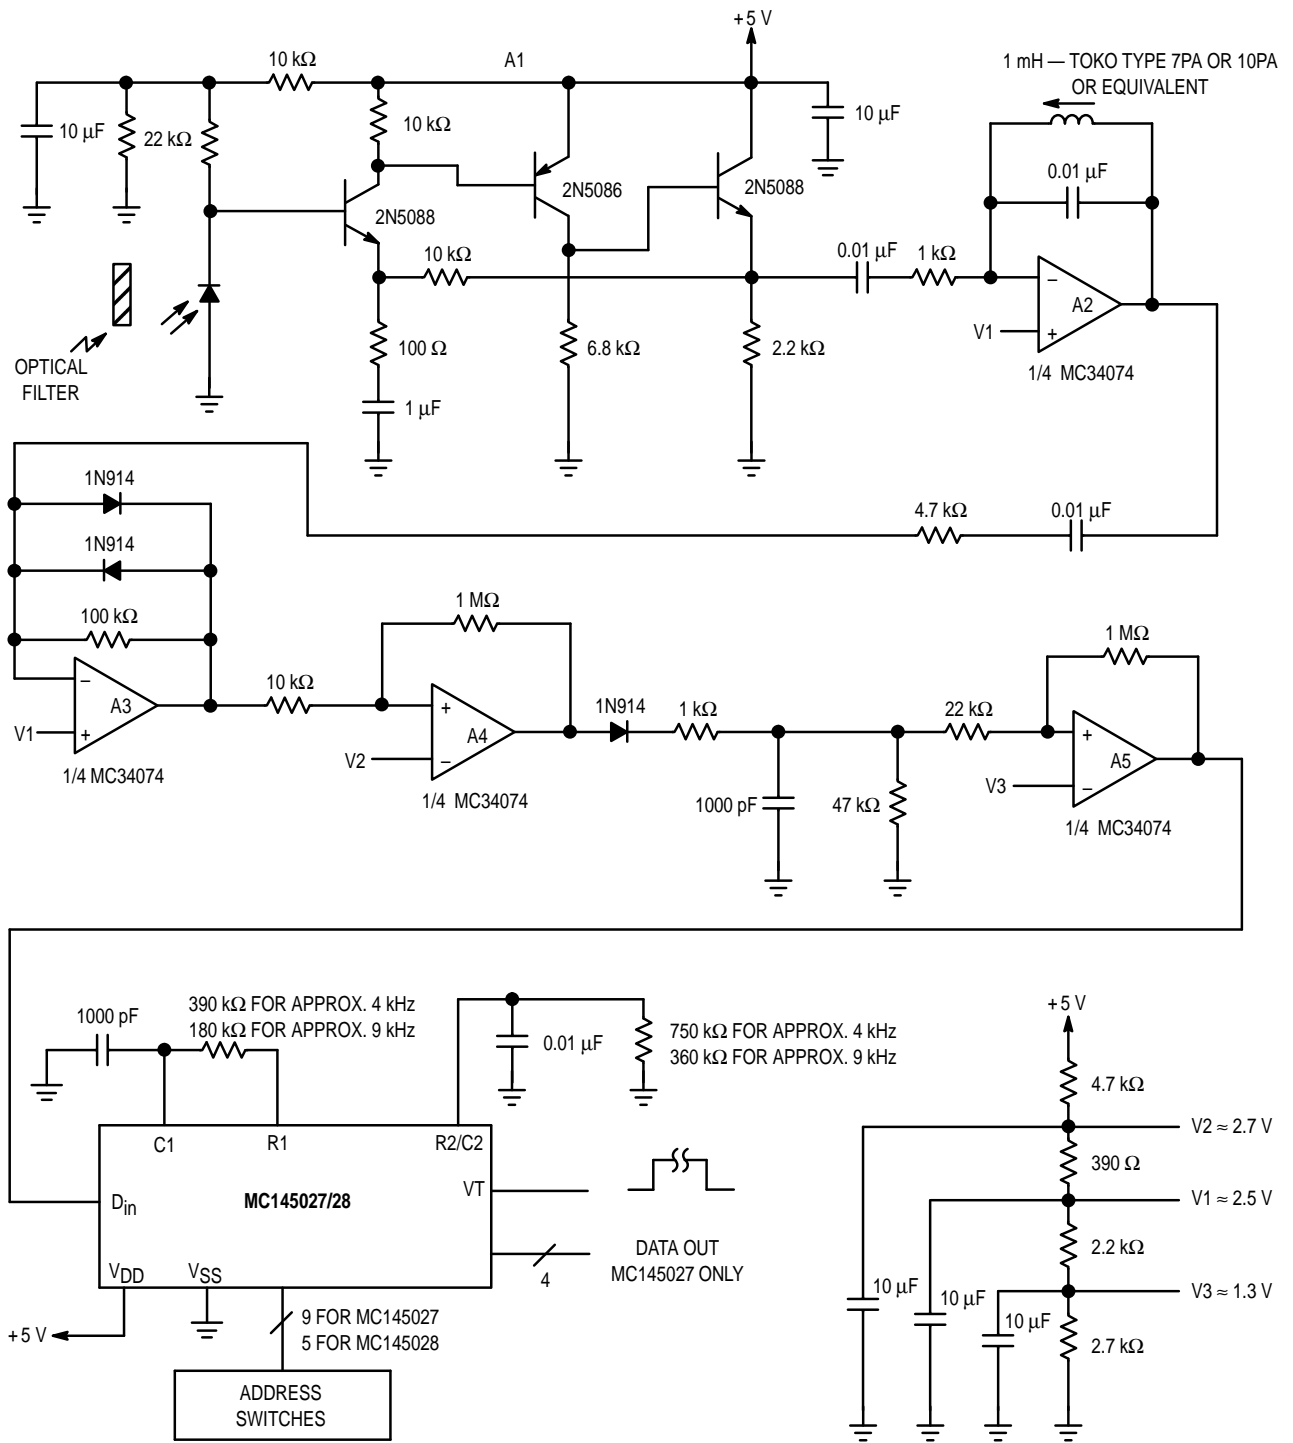 +5 V
10 kΩ
A1
1 mH — TOKO TYPE 7PA OR 10PA
OR EQUIVALENT
10 µF
22 kΩ
10 kΩ
10 µF
2N5088
2N5086
2N5088
0.01 µF
10 kΩ
0.01 µF
1 kΩ
–
A2
V1
+
1/4 MC34074
OPTICAL
FILTER
100 Ω
6.8 kΩ
2.2 kΩ
1 µF
1N914
4.7 kΩ
0.01 µF
1N914
100 kΩ
1 MΩ
1 MΩ
–
A3
V1
+
1/4 MC34074
10 kΩ
+
A4
V2
–
1/4 MC34074
1N914
1 kΩ
22 kΩ
+
A5
V3
–
1/4 MC34074
1000 pF
47 kΩ
1000 pF
390 kΩ FOR APPROX. 4 kHz
180 kΩ FOR APPROX. 9 kHz
0.01 µF
750 kΩ FOR APPROX. 4 kHz
360 kΩ FOR APPROX. 9 kHz
C1
R1
R2/C2
Din
MC145027/28
VT
VDD
VSS
4
DATA OUT
MC145027 ONLY
+5 V
9 FOR MC145027
5 FOR MC145028
ADDRESS
SWITCHES
+5 V
4.7 kΩ
V2 ≈ 2.7 V
390 Ω
V1 ≈ 2.5 V
2.2 kΩ
V3 ≈ 1.3 V
10 µF
10 µF
10 µF
2.7 kΩ